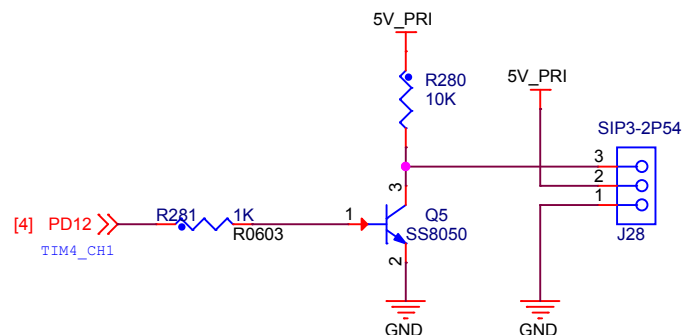 5V_PRI
R280
10K
5V_PRI
SIP3-2P54
3
2
1
J28
3
[4] PD12
R281
1K
R0603
1
Q5
SS8050
TIM4_CH1
2
GND
GND